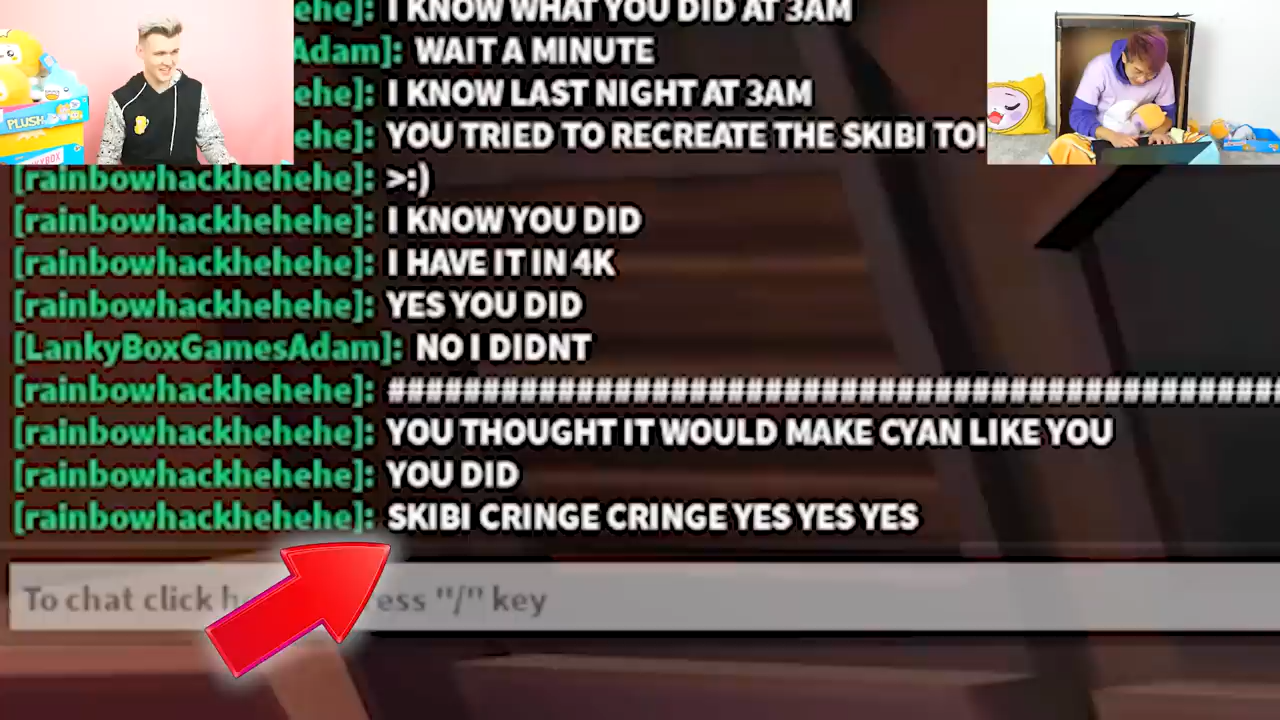 ehe]: I KNOW WHAT YOU DID AT 3AM
Adam]: WAIT A MINUTE
ehe]: I KNOW LAST NIGHT AT 3AM
ehe]: YOU TRIED TO RECREATE THE SKIBI TOI
[rainbowhackhehehe]: >:)
[rainbowhackhehehe]: I KNOW YOU DID
[rainbowhackhehehe]: I HAVE IT IN 4K
[rainbowhackhehehe]: YES YOU DID
[LankyBoxGamesAdam]: NO I DIDNT
[rainbowhackhehehe]: ##############################################
[rainbowhackhehehe]: YOU THOUGHT IT WOULD MAKE CYAN LIKE YOU
[rainbowhackhehehe]: YOU DID
[rainbowhackhehehe]: SKIBI CRINGE CRINGE YES YES YES
To chat click h ess "/" key
PLUSH